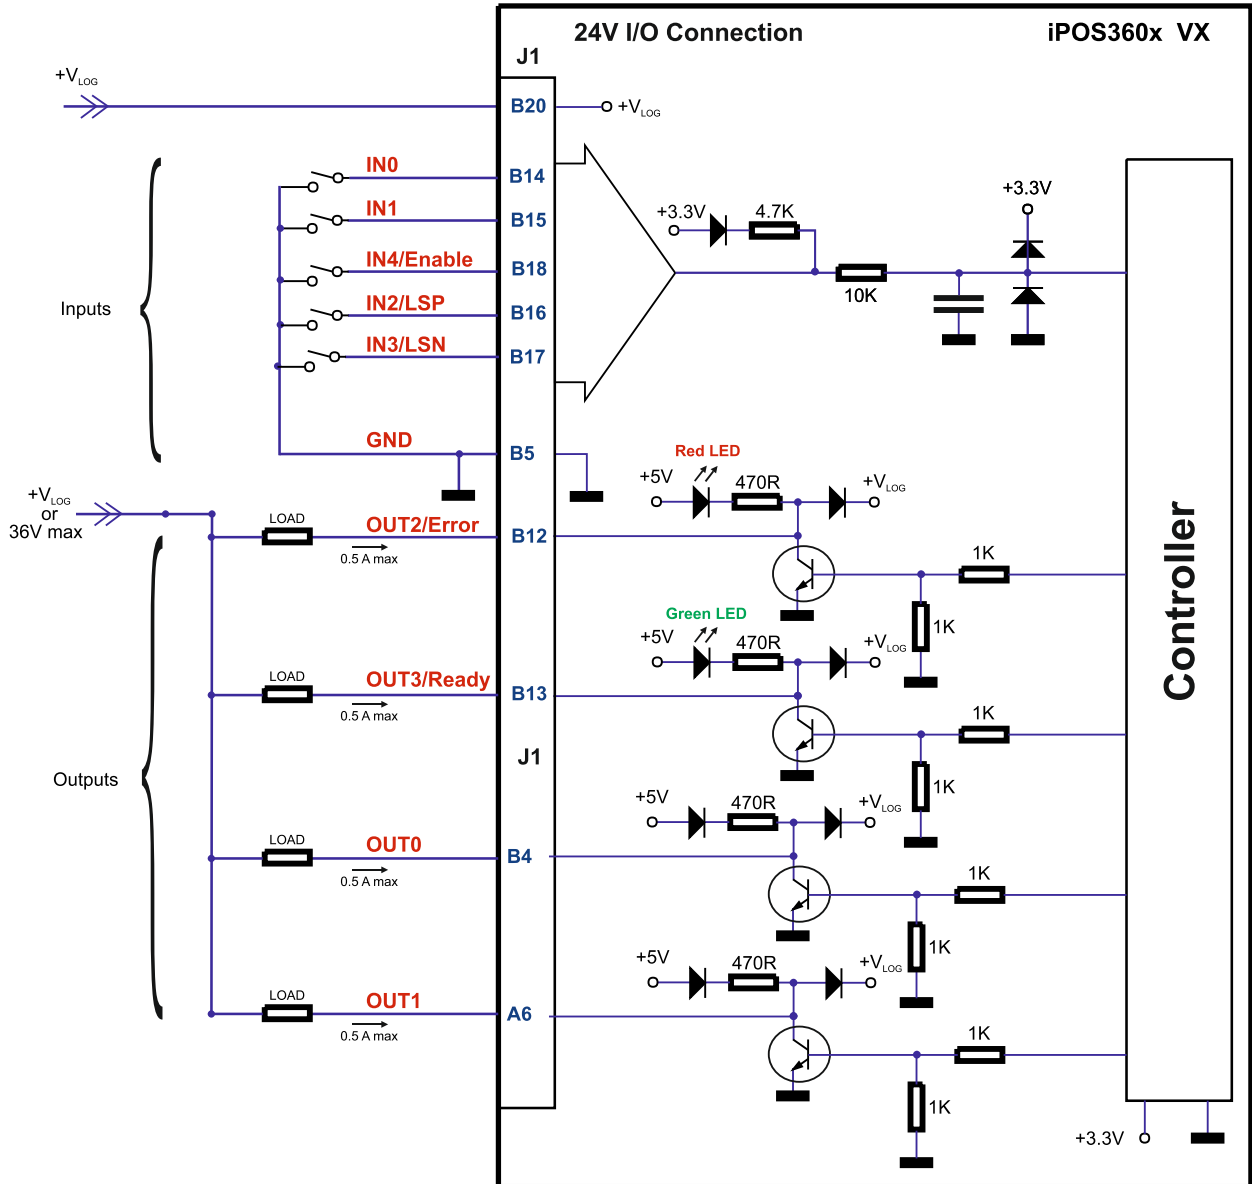 24V I/O Connection
iPOS360x VX
J1
+VLOG
B20
+VLOG
IN0
B14
IN1
B15
IN4/Enable
B18
IN2/LSP
B16
IN3/LSN
B17
Inputs
GND
B5
+3.3V
4.7K
10K
+3.3V
+VLOG
or
36V max
LOAD
OUT2/Error
0.5 A max
B12
Red LED
+5V
470R
+VLOG
1K
1K
LOAD
OUT3/Ready
0.5 A max
B13
Green LED
+5V
470R
+VLOG
1K
1K
J1
Outputs
LOAD
OUT0
0.5 A max
B4
+5V
470R
+VLOG
1K
1K
LOAD
OUT1
0.5 A max
A6
+5V
470R
+VLOG
1K
1K
Controller
+3.3V